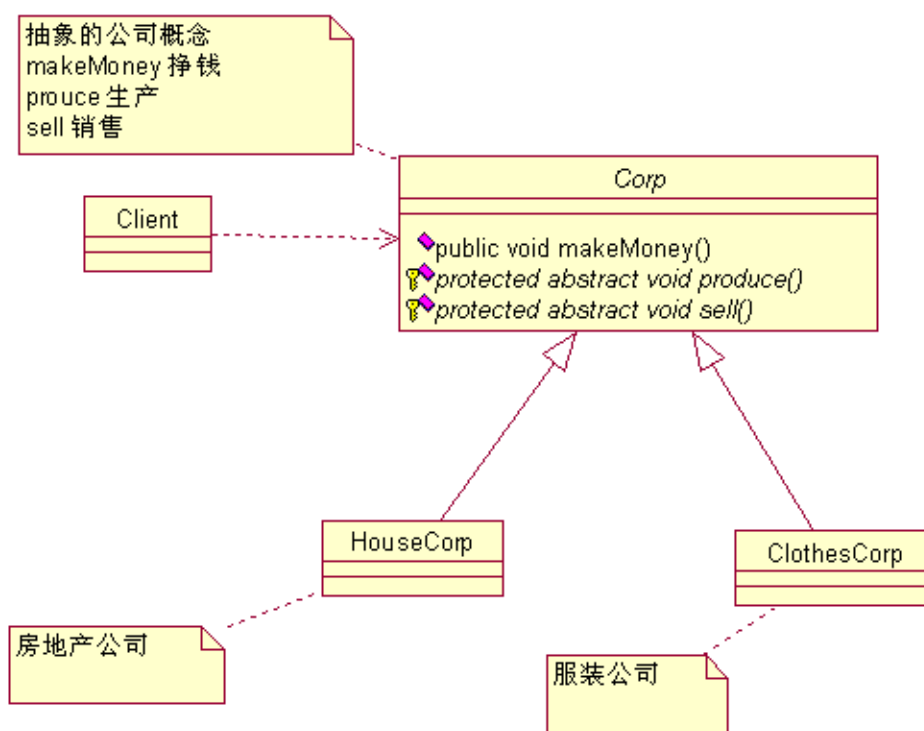 抽象的公司概念
makeMoney 挣钱
prouce 生产
sell 销售
Corp
Client
public void makeMoney()
protected abstract void produce()
protected abstract void sell()
HouseCorp
ClothesCorp
房地产公司
服装公司